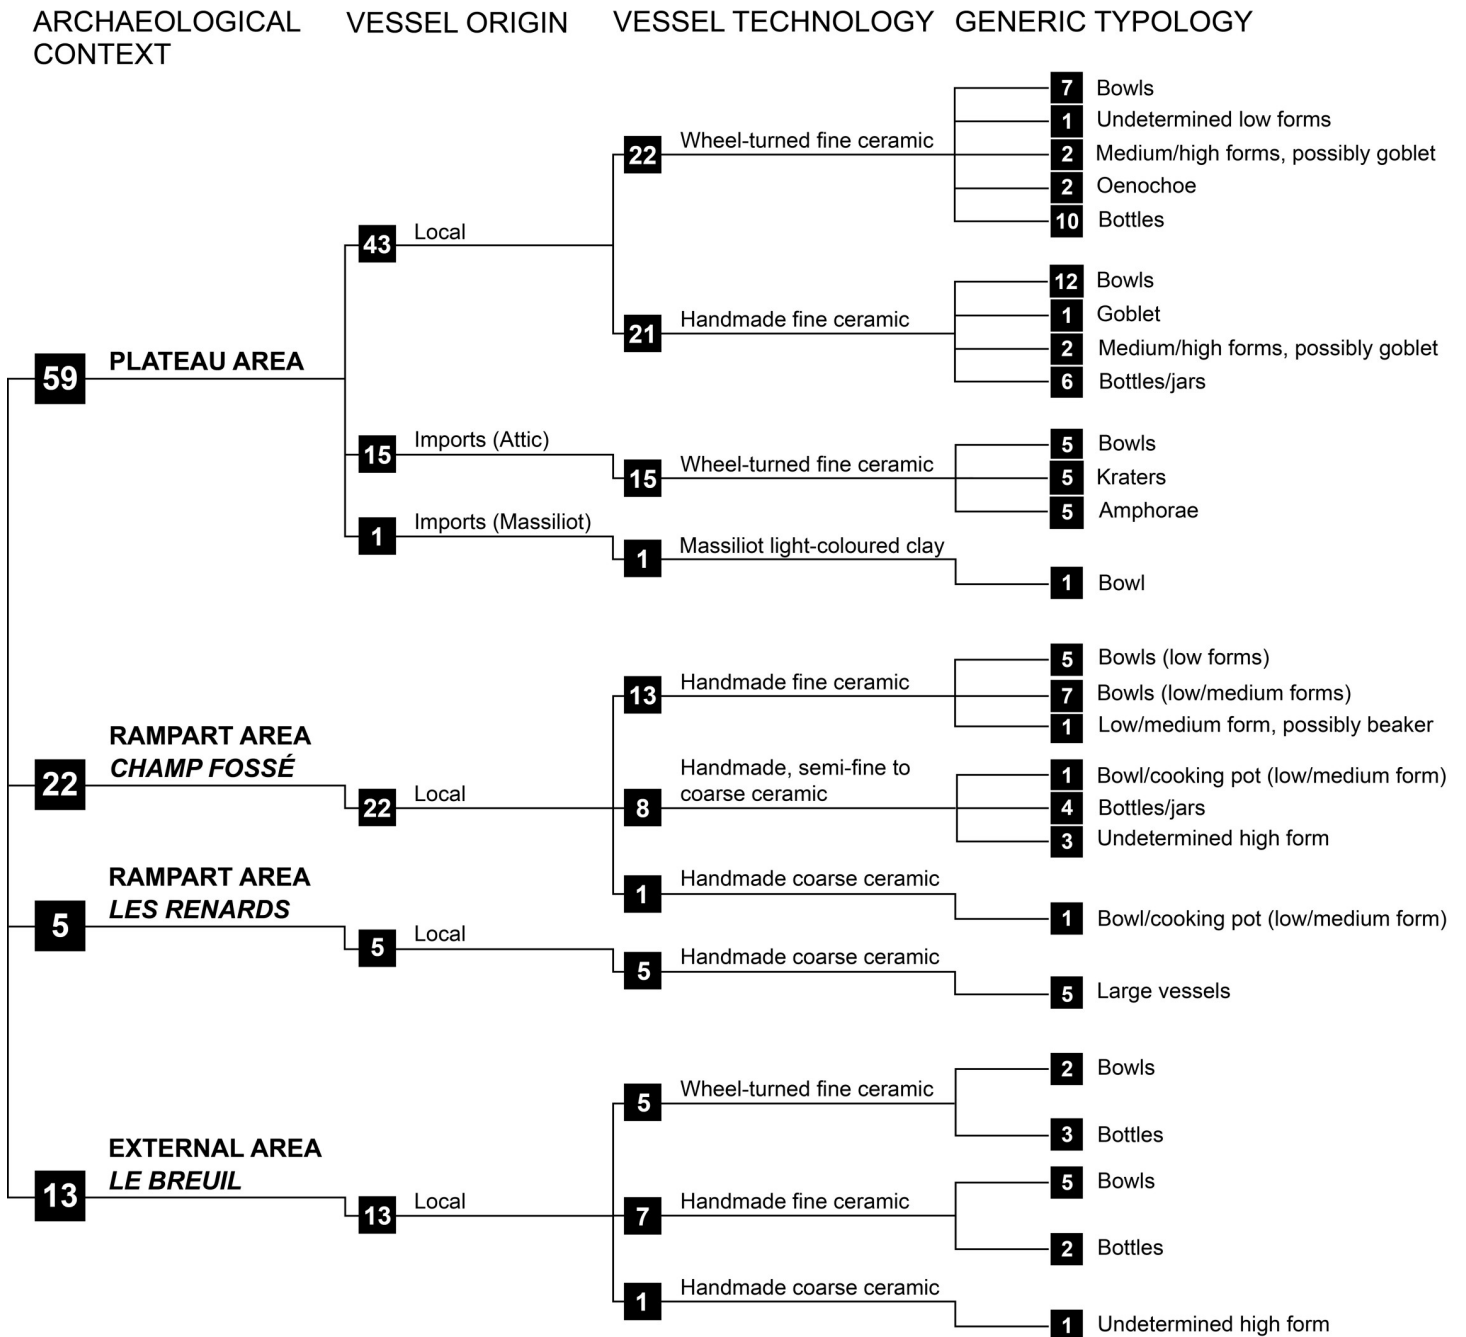 ARCHAEOLOGICAL
CONTEXT
VESSEL ORIGIN
VESSEL TECHNOLOGY
GENERIC TYPOLOGY
59
PLATEAU AREA
43
Local
22
Wheel-turned fine ceramic
7 Bowls
1 Undetermined low forms
2 Medium/high forms, possibly goblet
2 Oenochoe
10 Bottles
21
Handmade fine ceramic
12 Bowls
1 Goblet
2 Medium/high forms, possibly goblet
6 Bottles/jars
15
Imports (Attic)
15
Wheel-turned fine ceramic
5 Bowls
5 Kraters
5 Amphorae
1
Imports (Massiliot)
1
Massiliot light-coloured clay
1 Bowl
22
RAMPART AREA
CHAMP FOSSÉ
22
Local
13
Handmade fine ceramic
5 Bowls (low forms)
7 Bowls (low/medium forms)
1 Low/medium form, possibly beaker
8
Handmade, semi-fine to
coarse ceramic
1 Bowl/cooking pot (low/medium form)
4 Bottles/jars
3 Undetermined high form
1
Handmade coarse ceramic
1 Bowl/cooking pot (low/medium form)
5
RAMPART AREA
LES RENARDS
5
Local
5
Handmade coarse ceramic
5 Large vessels
13
EXTERNAL AREA
LE BREUIL
13
Local
5
Wheel-turned fine ceramic
2 Bowls
3 Bottles
7
Handmade fine ceramic
5 Bowls
2 Bottles
1
Handmade coarse ceramic
1 Undetermined high form